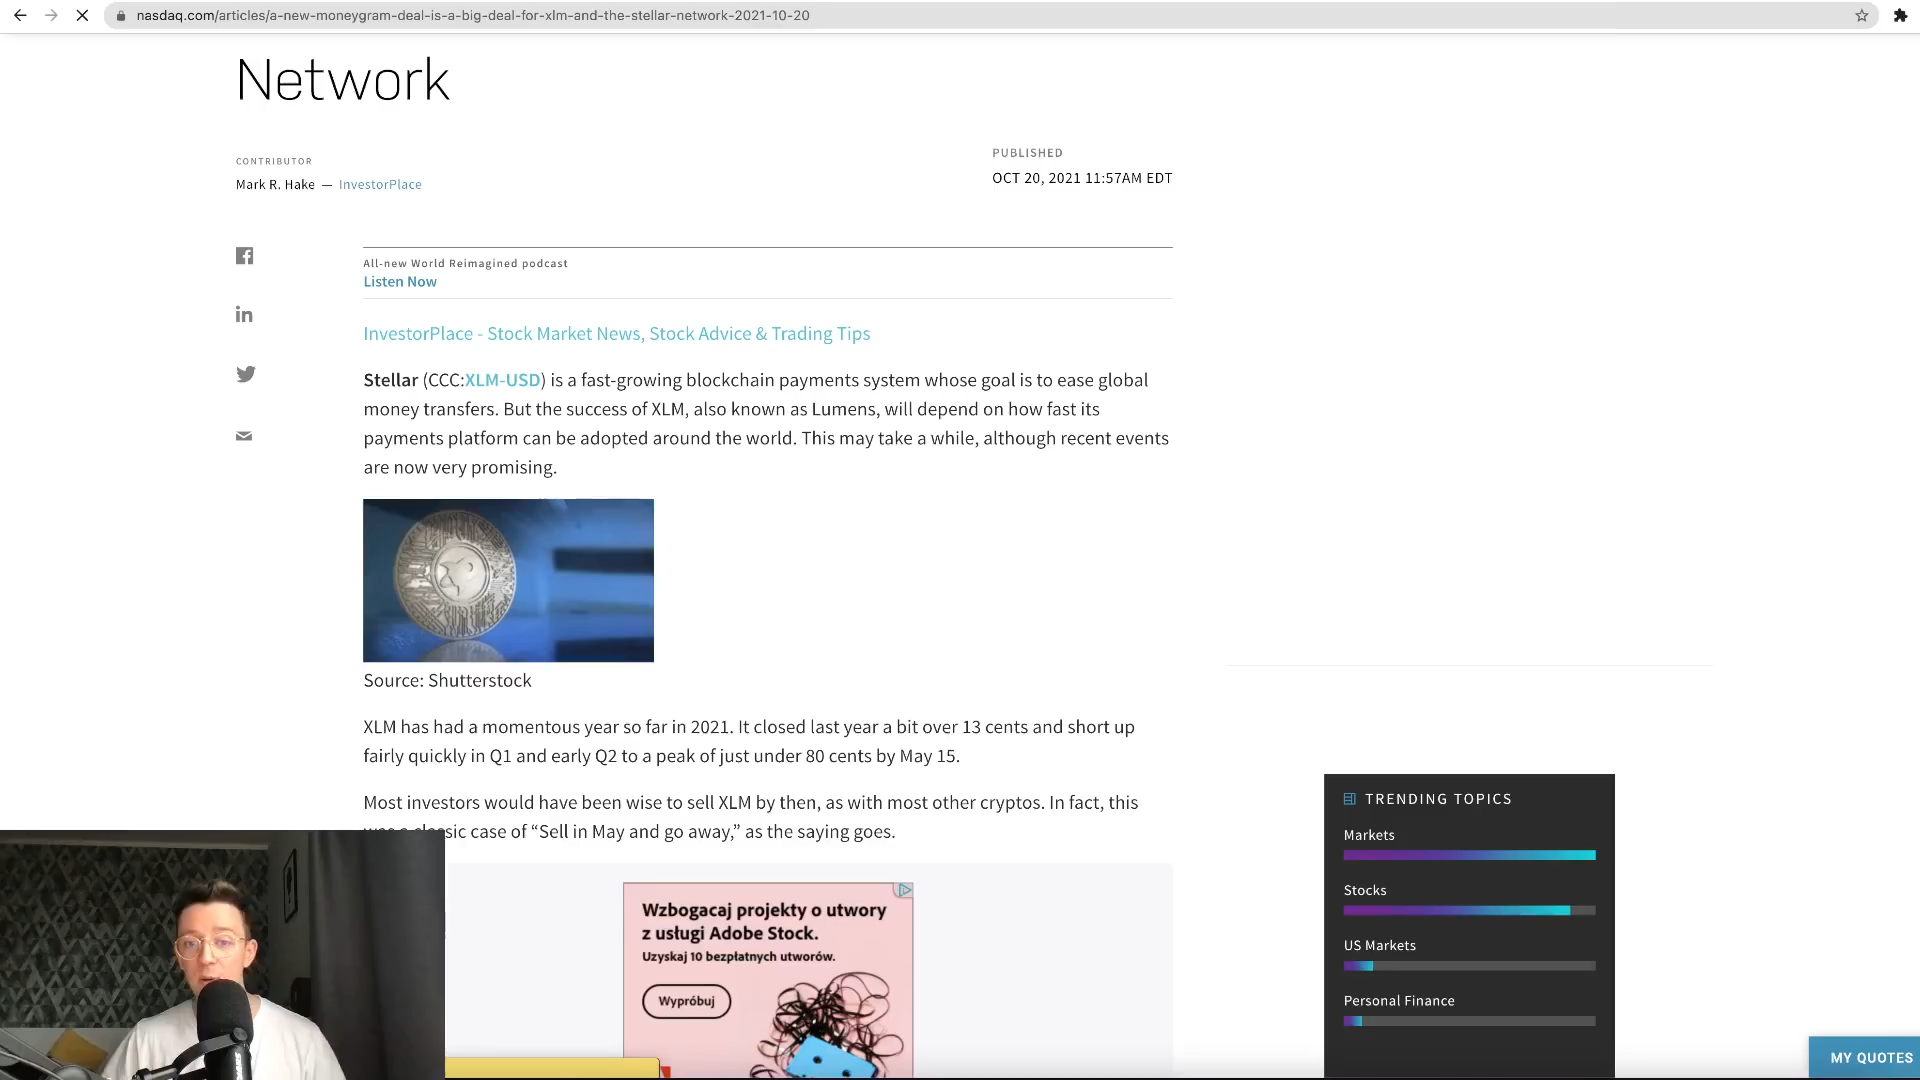 nasdaq.com/articles/a-new-moneygram-deal-is-a-big-deal-for-xlm-and-the-stellar-network-2021-10-20
Network
CONTRIBUTOR
Mark R. Hake — InvestorPlace
PUBLISHED
OCT 20, 2021 11:57AM EDT
All-new World Reimagined podcast
Listen Now
InvestorPlace - Stock Market News, Stock Advice & Trading Tips
Stellar (CCC:XLM-USD) is a fast-growing blockchain payments system whose goal is to ease global
money transfers. But the success of XLM, also known as Lumens, will depend on how fast its
payments platform can be adopted around the world. This may take a while, although recent events
are now very promising.
Source: Shutterstock
XLM has had a momentous year so far in 2021. It closed last year a bit over 13 cents and short up
fairly quickly in Q1 and early Q2 to a peak of just under 80 cents by May 15.
Most investors would have been wise to sell XLM by then, as with most other cryptos. In fact, this
was a classic case of “Sell in May and go away,” as the saying goes.
Wzbogacaj projekty o utwory
z usługi Adobe Stock.
Uzyskaj 10 bezpłatnych utworów.
Wypróbuj
TRENDING TOPICS
Markets
Stocks
US Markets
Personal Finance
MY QUOTES